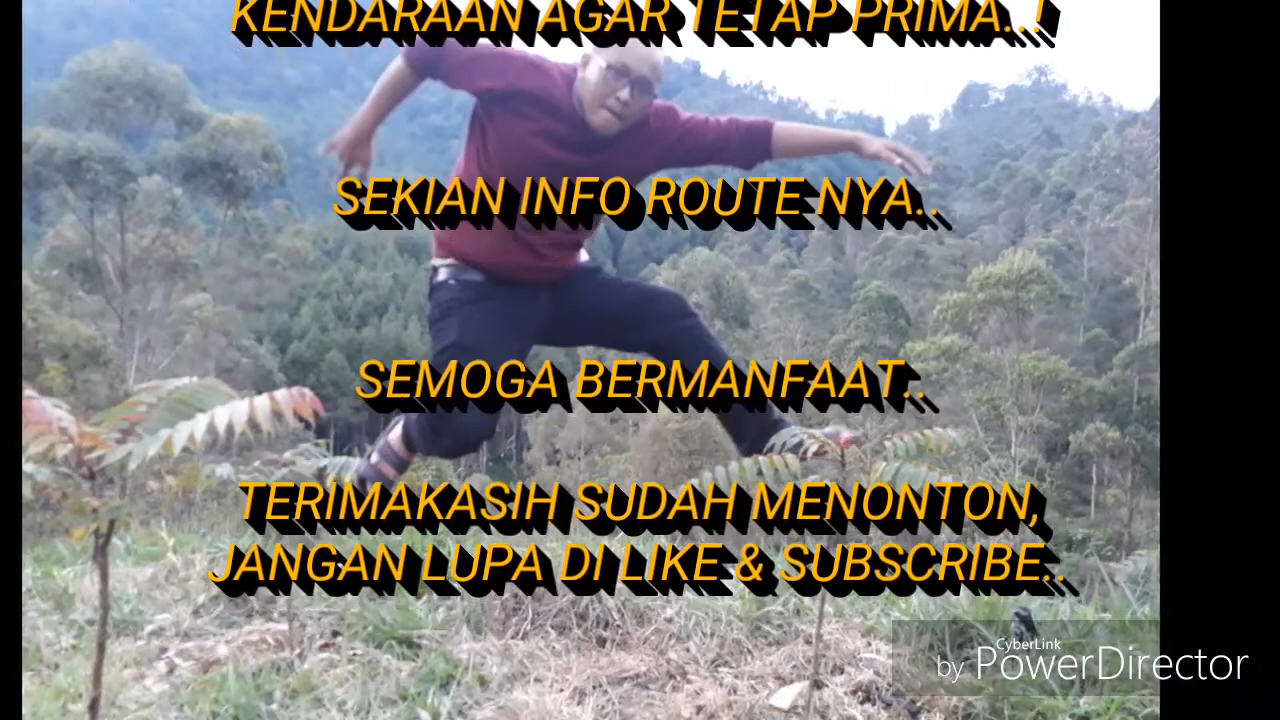 KENDARAAN AGAR TETAP PRIMA..!
SEKIAN INFO ROUTE NYA..
SEMOGA BERMANFAAT..
TERIMAKASIH SUDAH MENONTON,
JANGAN LUPA DI LIKE & SUBSCRIBE..
CyberLink
by PowerDirector